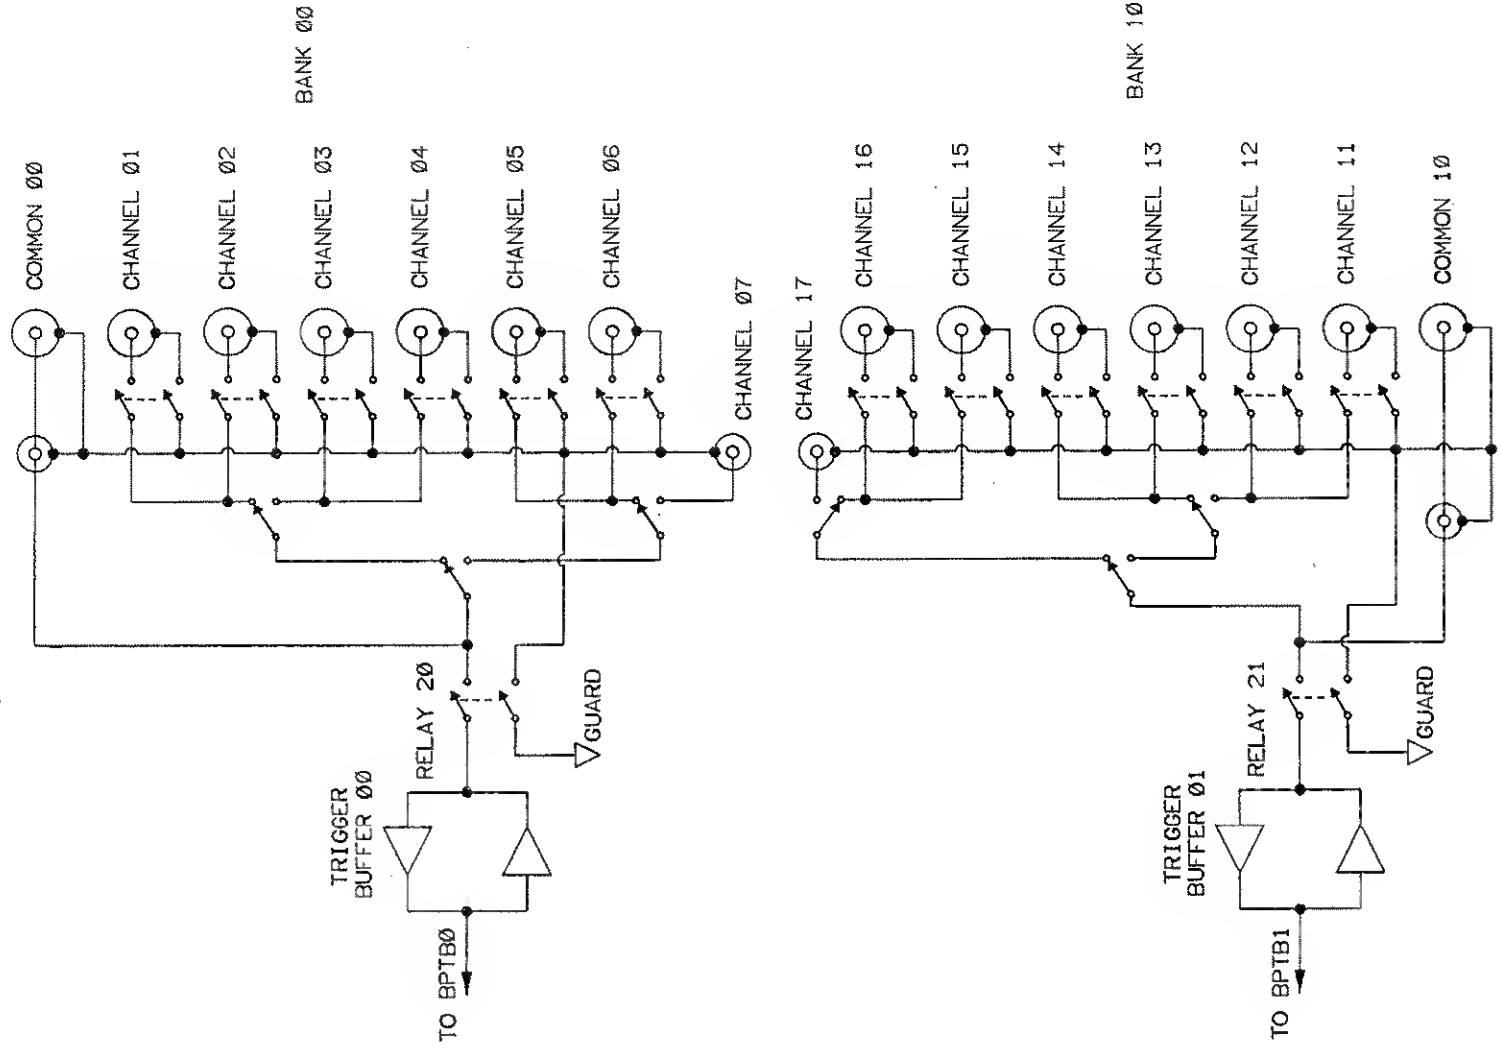 BANK 00
COMMON 00
CHANNEL 01
CHANNEL 02
CHANNEL 03
CHANNEL 04
CHANNEL 05
CHANNEL 06
CHANNEL 07
RELAY 20
GUARD
TRIGGER
BUFFER 00
TO BPTB0
BANK 10
CHANNEL 17
CHANNEL 16
CHANNEL 15
CHANNEL 14
CHANNEL 13
CHANNEL 12
CHANNEL 11
COMMON 10
RELAY 21
GUARD
TRIGGER
BUFFER 01
TO BPTB1